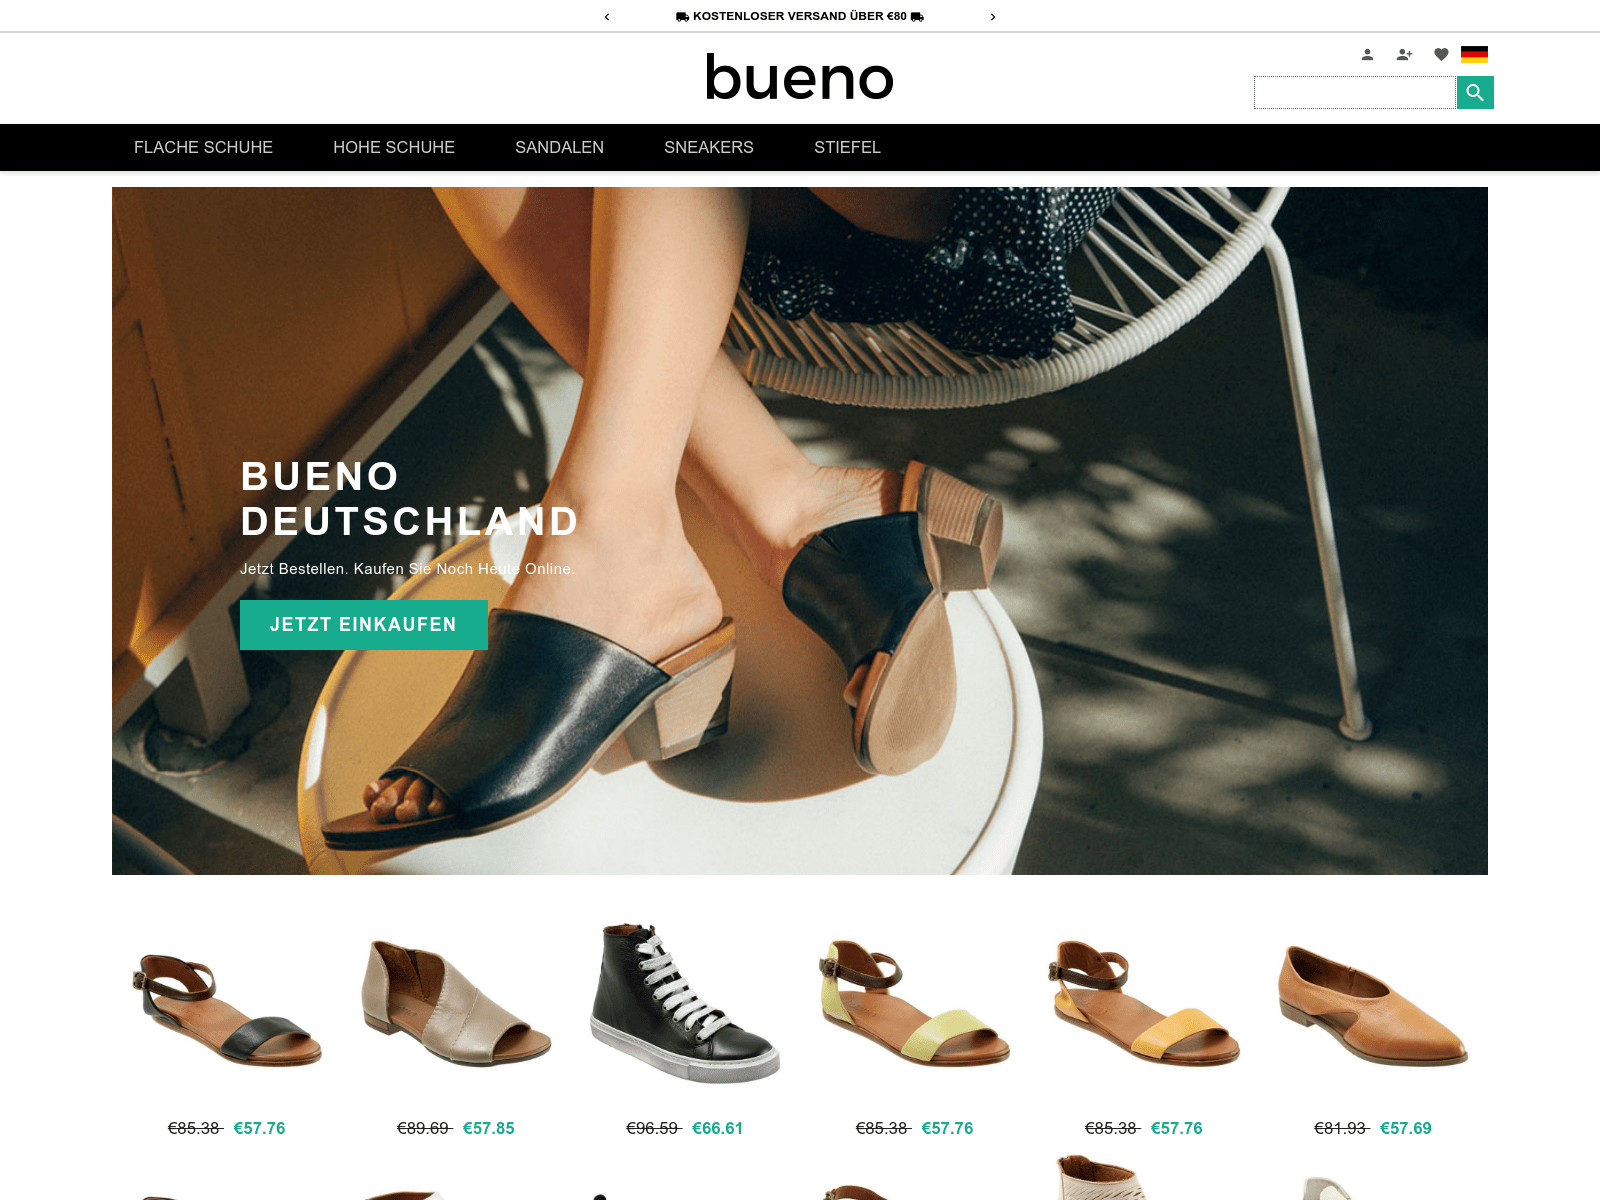 KOSTENLOSER VERSAND ÜBER €80
bueno
FLACHE SCHUHE HOHE SCHUHE SANDALEN SNEAKERS STIEFEL
BUENO
DEUTSCHLAND
Jetzt Bestellen. Kaufen Sie Noch Heute Online.
JETZT EINKAUFEN
€85.38 €57.76 €89.69 €57.85 €96.59 €66.61 €85.38 €57.76 €85.38 €57.76 €81.93 €57.69